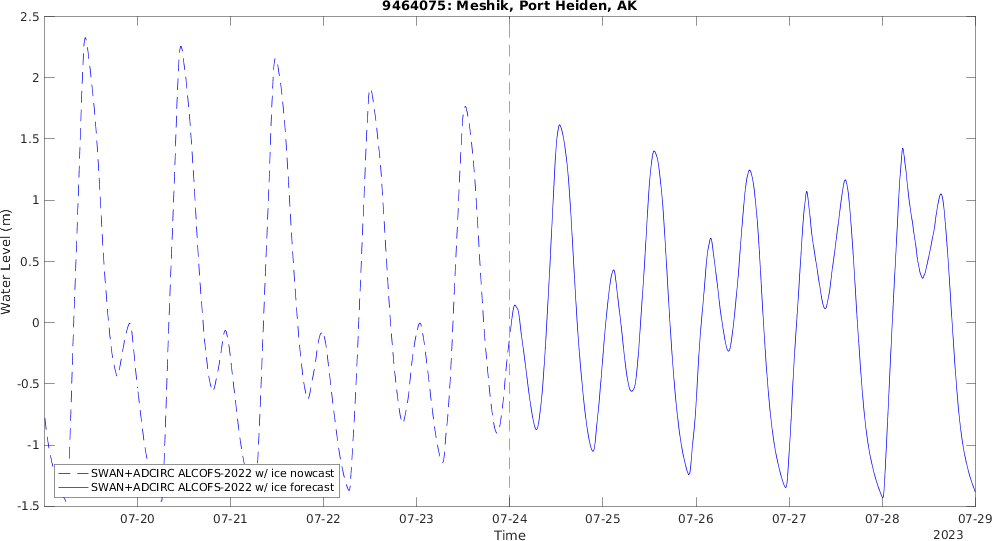 9464075: Meshik, Port Heiden, AK
2.5
2
1.5
1
0.5
0
-0.5
-1
-1.5
Water Level (m)
SWAN+ADCIRC ALCOFS-2022 w/ ice nowcast
SWAN+ADCIRC ALCOFS-2022 w/ ice forecast
07-20 07-21 07-22 07-23 07-24 07-25 07-26 07-27 07-28 07-29
Time
2023